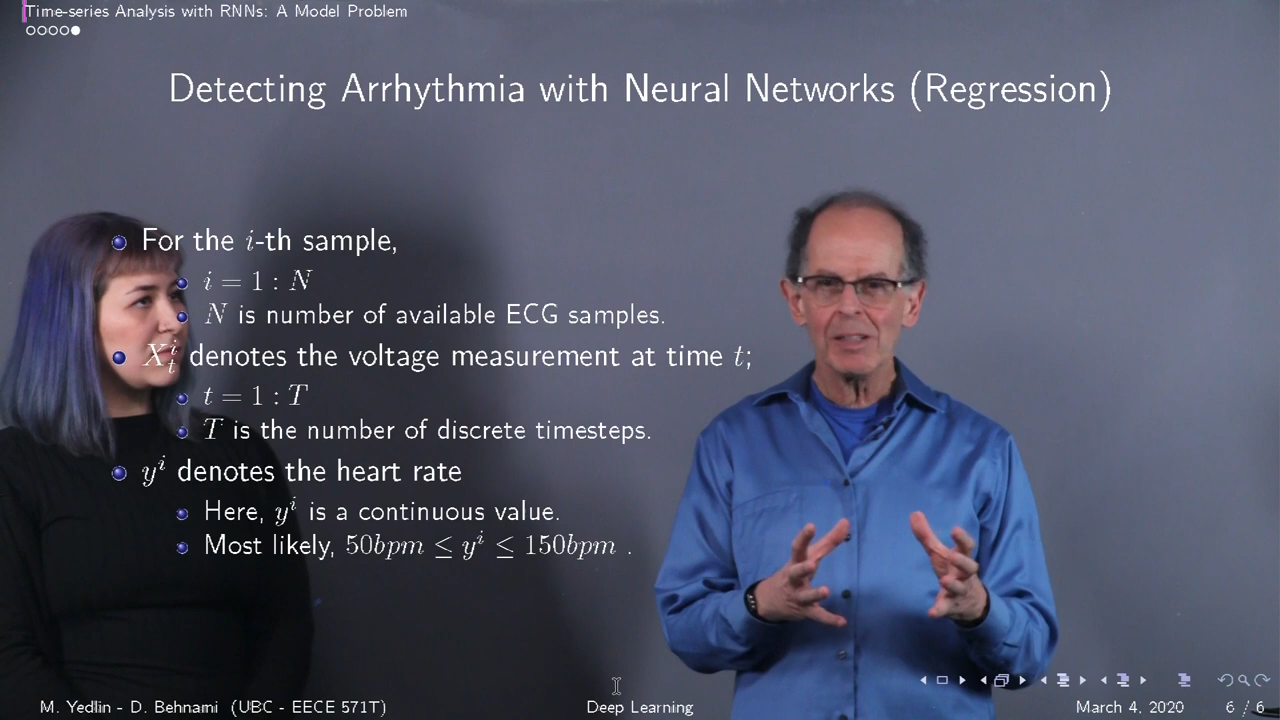 Time-series Analysis with RNNs: A Model Problem
Detecting Arrhythmia with Neural Networks (Regression)
For the i-th sample,
i = 1 : N
N is number of available ECG samples.
X_t^i denotes the voltage measurement at time t;
t = 1 : T
T is the number of discrete timesteps.
y^i denotes the heart rate
Here, y^i is a continuous value.
Most likely, 50bpm ≤ y^i ≤ 150bpm .
M. Yedlin - D. Behnami (UBC - EECE 571T) Deep Learning March 4, 2020 6 / 6